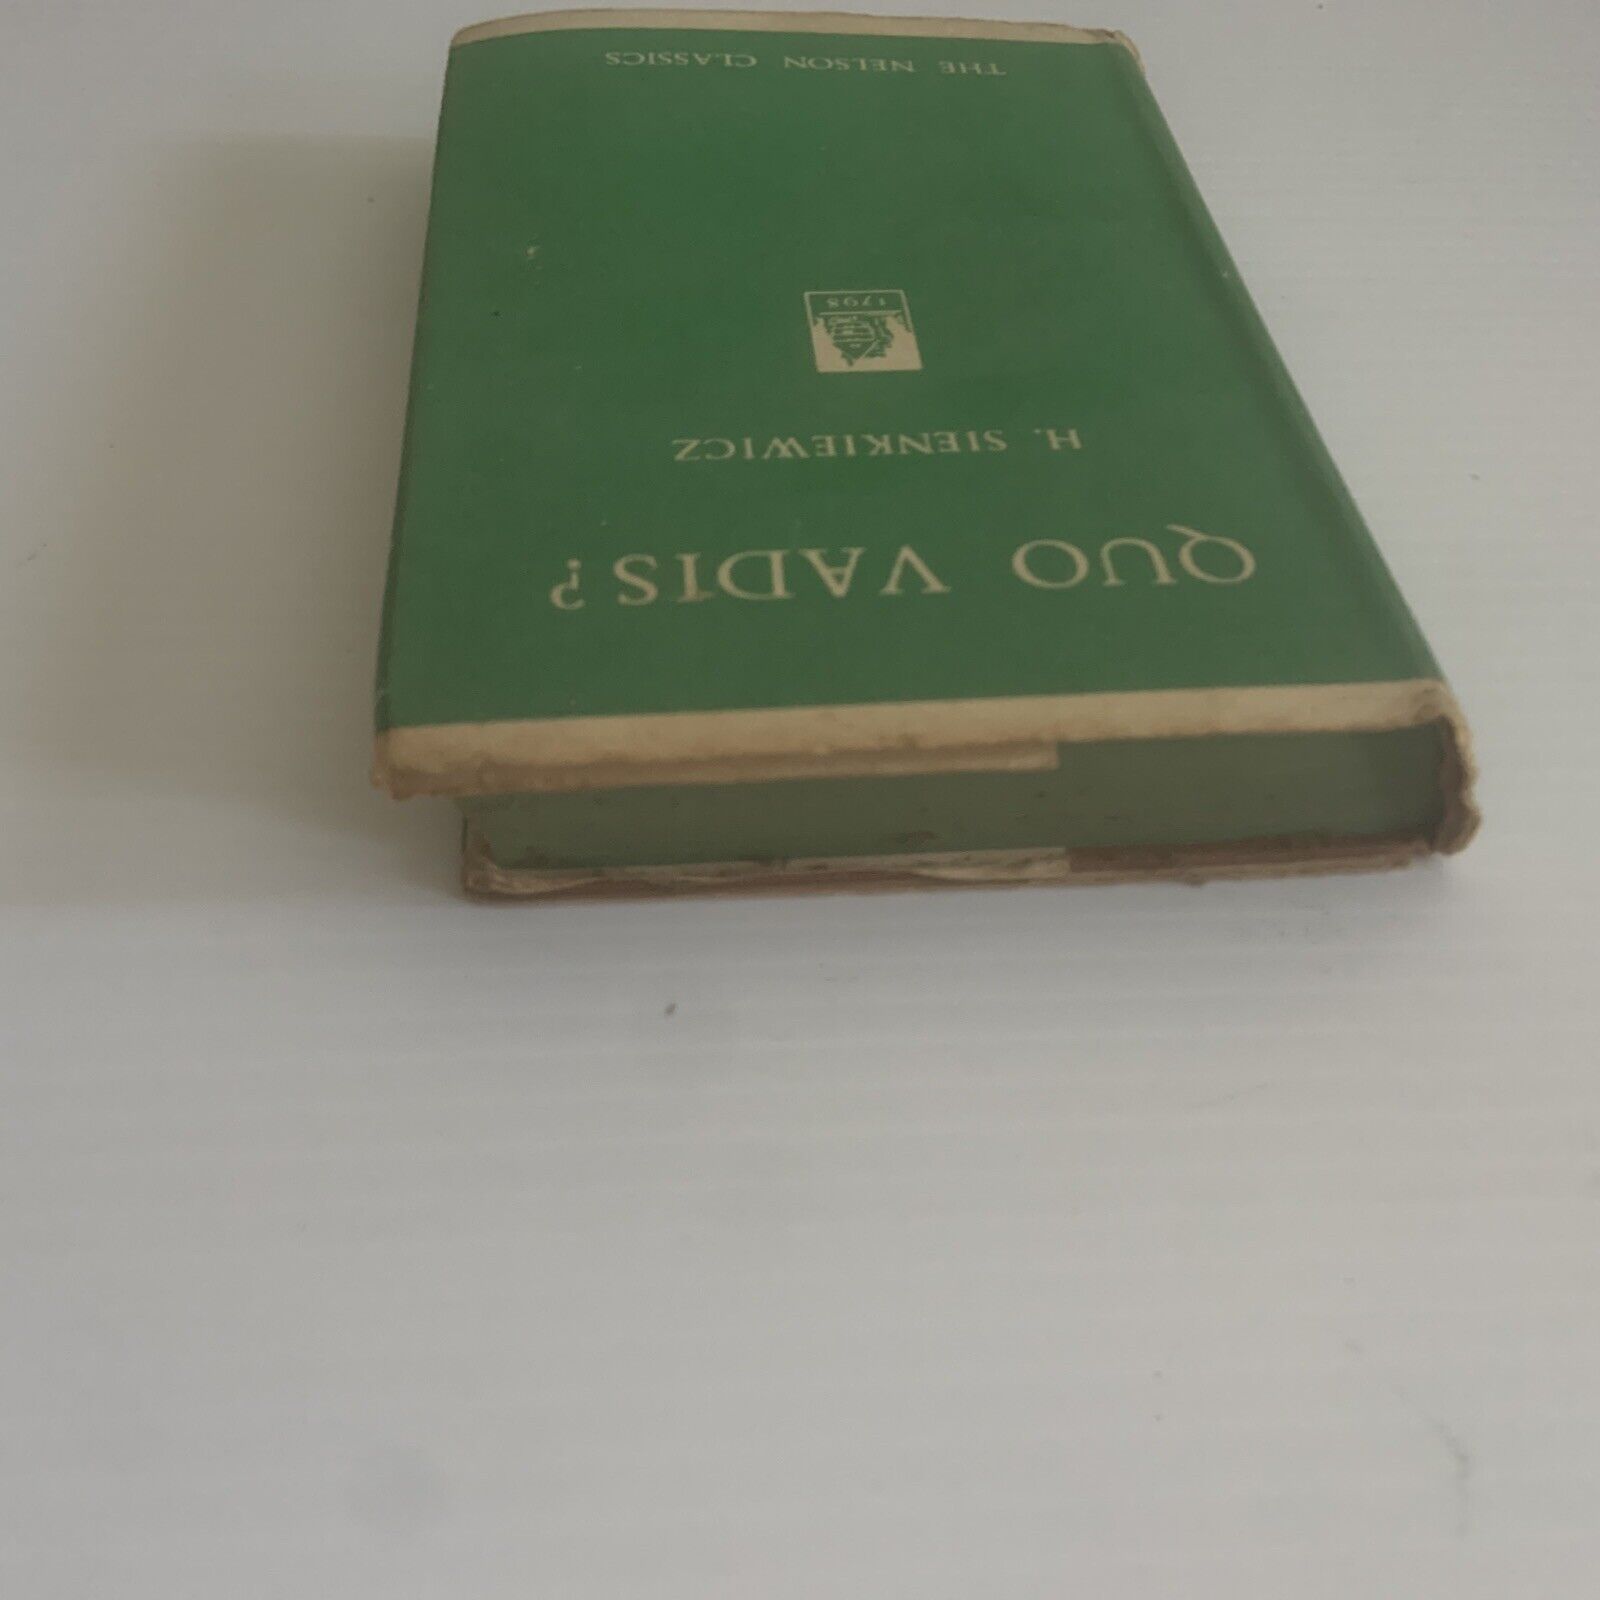 QUO VADIS?
H. SIENKIEWICZ
1798
THE NELSON CLASSICS